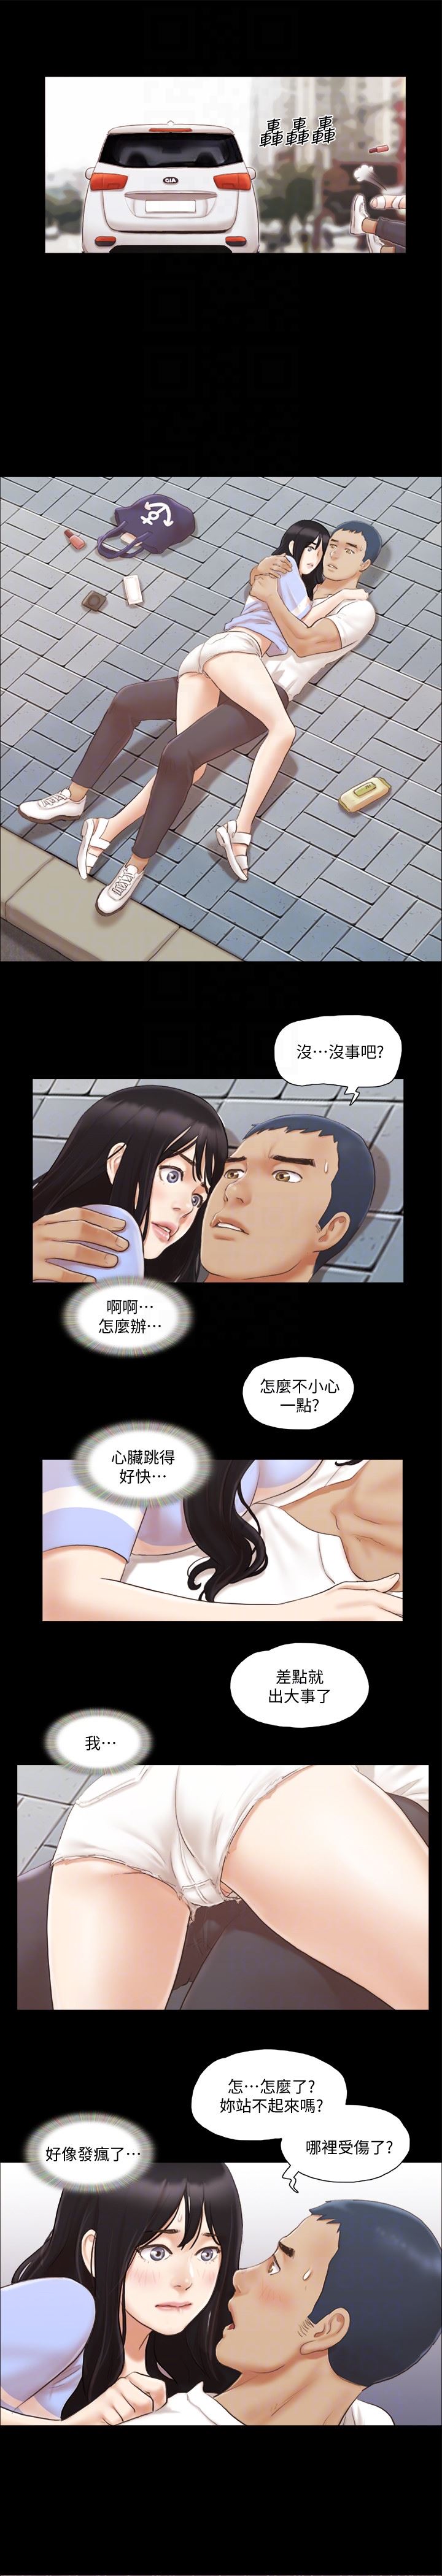 KIA
轟轟轟
沒…沒事吧?
啊啊…
怎麼辦…
怎麼不小心
一點?
心臟跳得
好快…
差點就
出大事了
我…
怎…怎麼了?
妳站不起來嗎?
哪裡受傷了?
好像發瘋了…